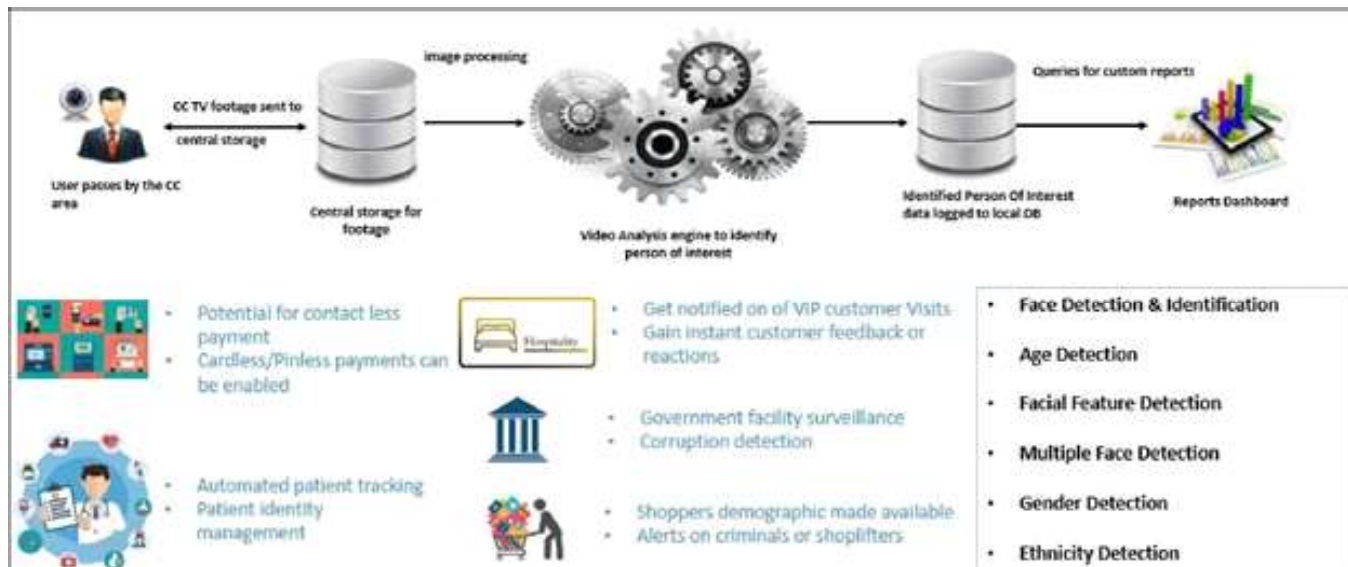 image processing
Queries for custom reports
CC TV footage sent to
central storage
User passes by the CC
area
Central storage for
footage
Video Analysis engine to identify
person of interest
Identified Person Of Interest
data logged to local DB
Reports Dashboard
• Potential for contact less
payment
• Cardless/Pinless payments can
be enabled
• Automated patient tracking
• Patient identity
management
Hospitality
• Get notified on of VIP customer Visits
• Gain instant customer feedback or
reactions
• Government facility surveillance
• Corruption detection
• Shoppers demographic made available
• Alerts on criminals or shoplifters
• Face Detection & Identification
• Age Detection
• Facial Feature Detection
• Multiple Face Detection
• Gender Detection
• Ethnicity Detection